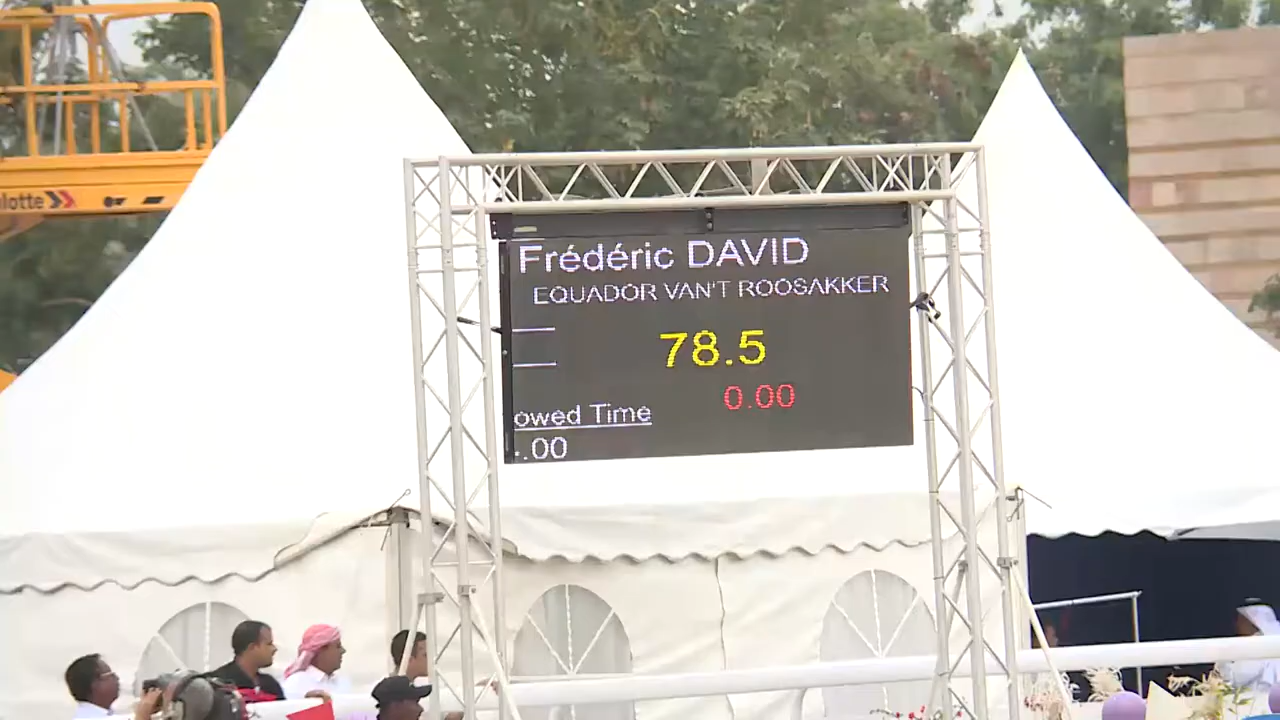 Frédéric DAVID
EQUADOR VAN'T ROOSAKKER
78.5
0.00
owed Time
.00
lotte